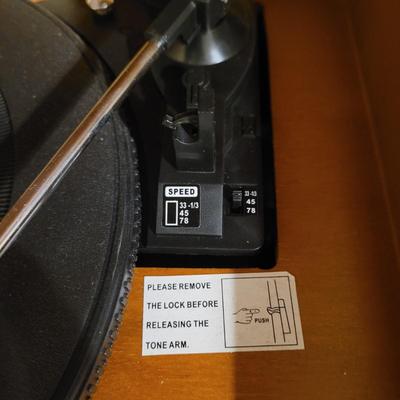 SPEED
33 -1/3
45
78
33 -1/3
45
78
PLEASE REMOVE
THE LOCK BEFORE
RELEASING THE
TONE ARM.
PUSH